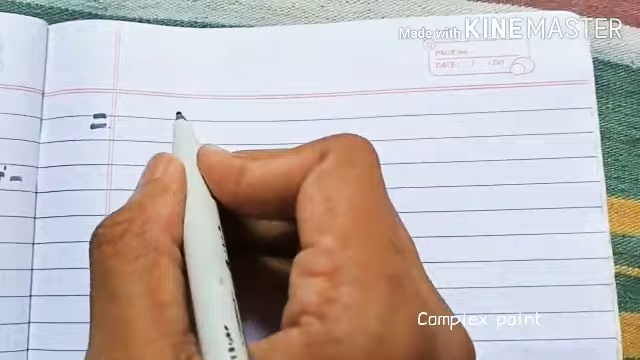 Made with KINEMASTER
PAGE No.
DATE: / /
=
Complex point